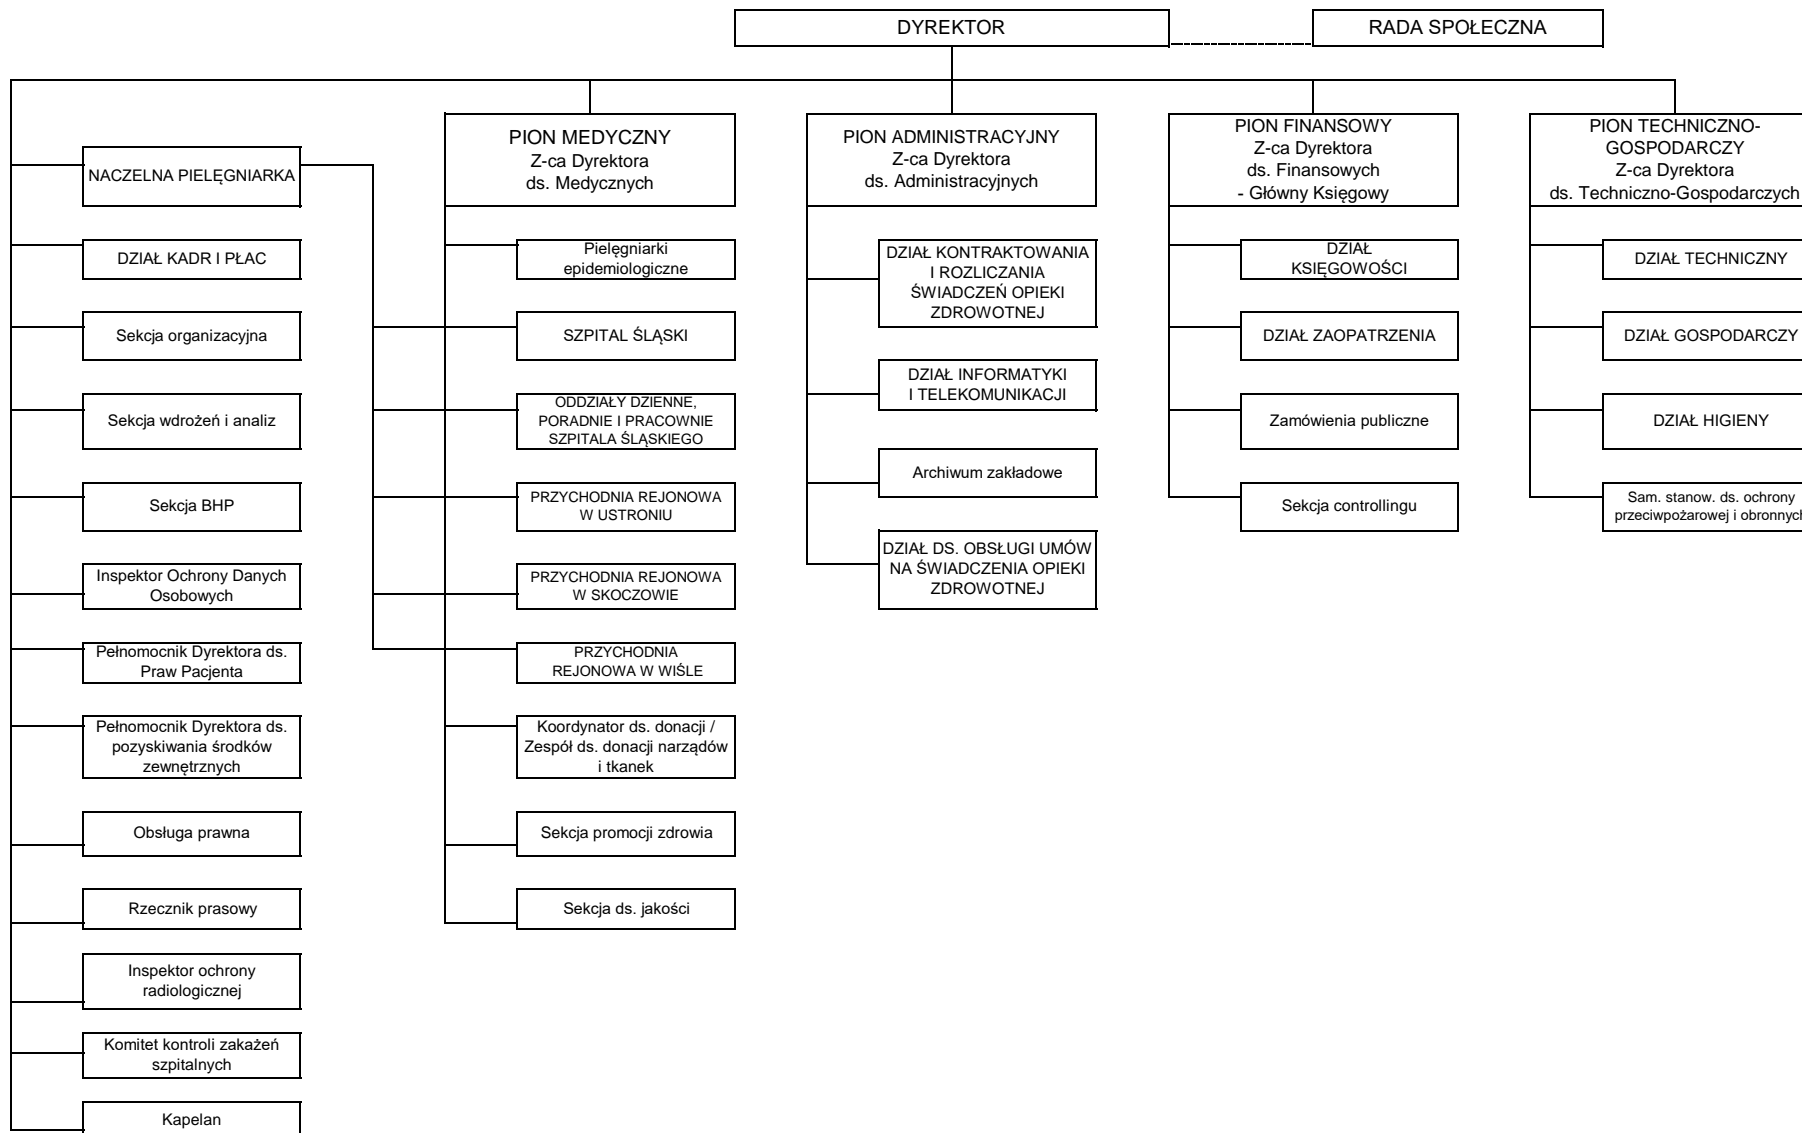 DYREKTOR
RADA SPOŁECZNA
NACZELNA PIELĘGNIARKA
DZIAŁ KADR I PŁAC
Sekcja organizacyjna
Sekcja wdrożeń i analiz
Sekcja BHP
Inspektor Ochrony Danych
Osobowych
Pełnomocnik Dyrektora ds.
Praw Pacjenta
Pełnomocnik Dyrektora ds.
pozyskiwania środków
zewnętrznych
Obsługa prawna
Rzecznik prasowy
Inspektor ochrony
radiologicznej
Komitet kontroli zakażeń
szpitalnych
Kapelan
PION MEDYCZNY
Z-ca Dyrektora
ds. Medycznych
Pielęgniarki
epidemiologiczne
SZPITAL ŚLĄSKI
ODDZIAŁY DZIENNE,
PORADNIE I PRACOWNIE
SZPITALA ŚLĄSKIEGO
PRZYCHODNIA REJONOWA
W USTRONIU
PRZYCHODNIA REJONOWA
W SKOCZOWIE
PRZYCHODNIA
REJONOWA W WIŚLE
Koordynator ds. donacji /
Zespół ds. donacji narządów
i tkanek
Sekcja promocji zdrowia
Sekcja ds. jakości
PION ADMINISTRACYJNY
Z-ca Dyrektora
ds. Administracyjnych
DZIAŁ KONTRAKTOWANIA
I ROZLICZANIA
ŚWIADCZEŃ OPIEKI
ZDROWOTNEJ
DZIAŁ INFORMATYKI
I TELEKOMUNIKACJI
Archiwum zakładowe
DZIAŁ DS. OBSŁUGI UMÓW
NA ŚWIADCZENIA OPIEKI
ZDROWOTNEJ
PION FINANSOWY
Z-ca Dyrektora
ds. Finansowych
- Główny Księgowy
DZIAŁ
KSIĘGOWOŚCI
DZIAŁ ZAOPATRZENIA
Zamówienia publiczne
Sekcja controllingu
PION TECHNICZNO-
GOSPODARCZY
Z-ca Dyrektora
ds. Techniczno-Gospodarczych
DZIAŁ TECHNICZNY
DZIAŁ GOSPODARCZY
DZIAŁ HIGIENY
Sam. stanow. ds. ochrony
przeciwpożarowej i obronnych